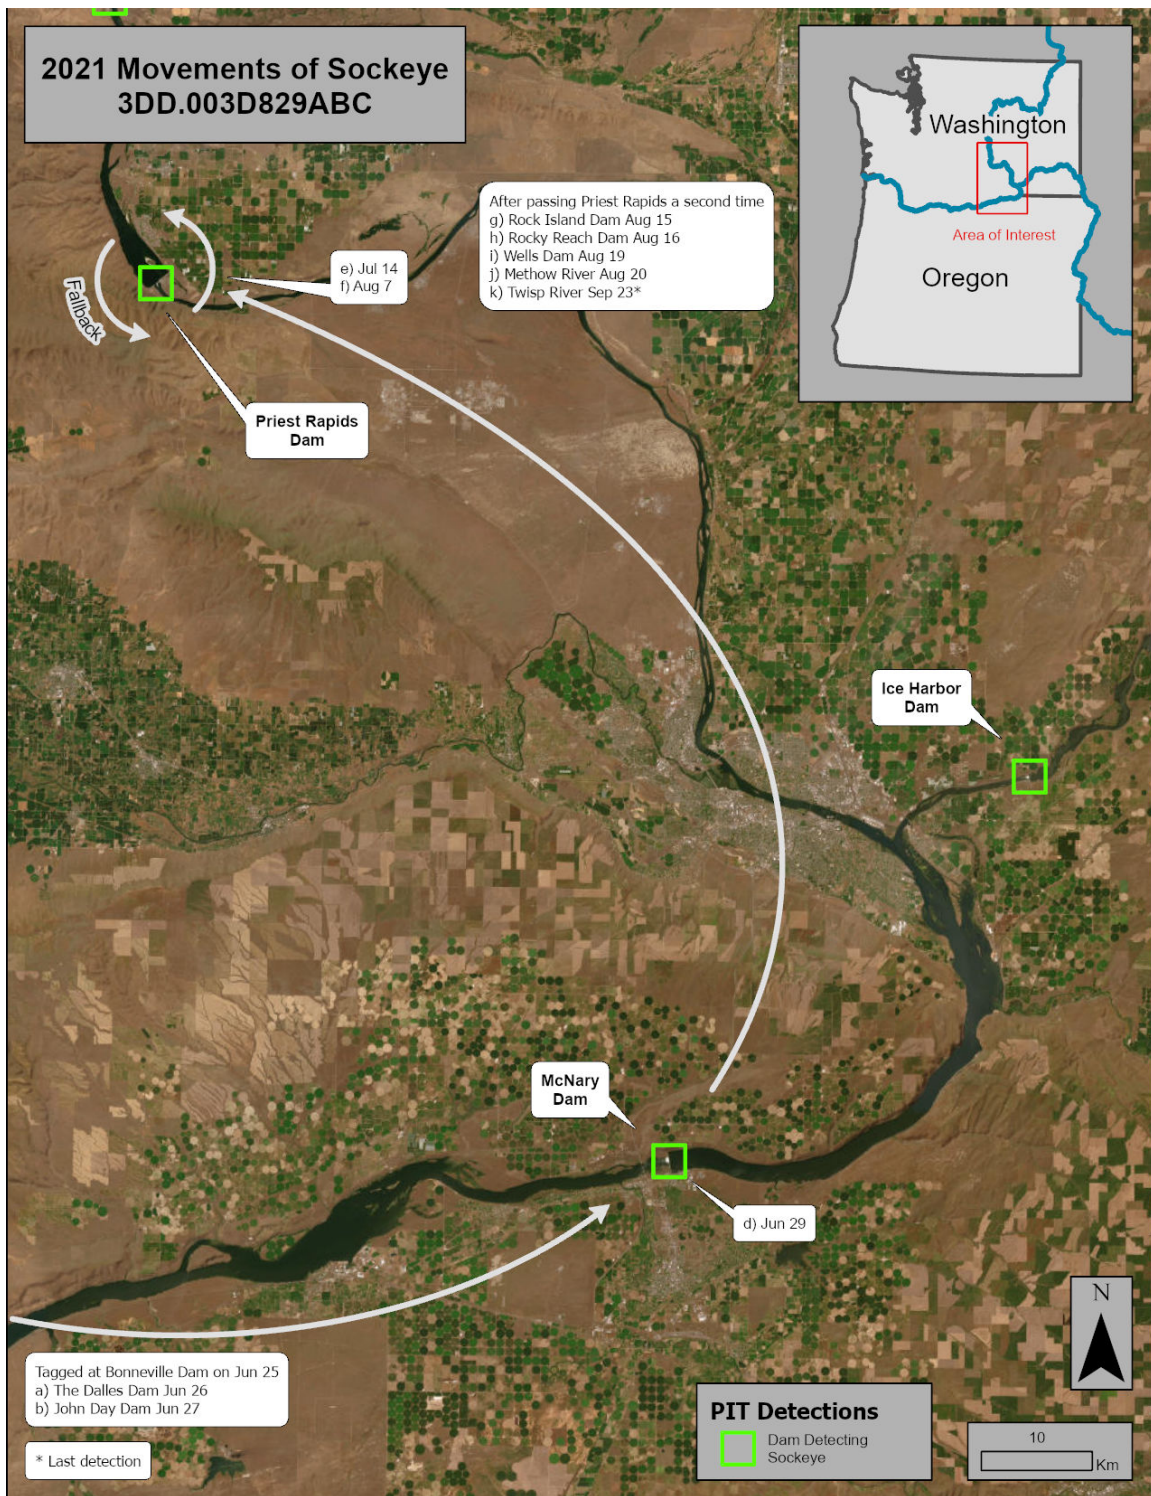 2021 Movements of Sockeye
3DD.003D829ABC
Washington
Area of Interest
Oregon
After passing Priest Rapids a second time
g) Rock Island Dam Aug 15
h) Rocky Reach Dam Aug 16
i) Wells Dam Aug 19
j) Methow River Aug 20
k) Twisp River Sep 23*
e) Jul 14
f) Aug 7
Fallback
Priest Rapids
Dam
Ice Harbor
Dam
McNary
Dam
d) Jun 29
N
Tagged at Bonneville Dam on Jun 25
a) The Dalles Dam Jun 26
b) John Day Dam Jun 27
* Last detection
PIT Detections
Dam Detecting
Sockeye
10
Km